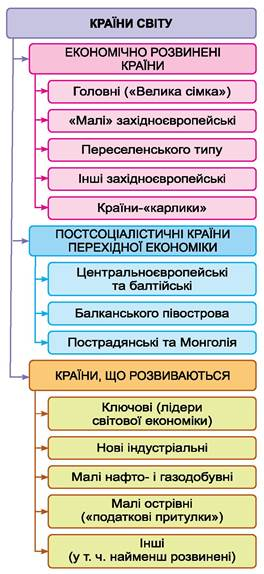 КРАЇНИ СВІТУ
ЕКОНОМІЧНО РОЗВИНЕНІ
КРАЇНИ
Головні («Велика сімка»)
«Малі» західноєвропейські
Переселенського типу
Інші західноєвропейські
Країни-«карлики»
ПОСТСОЦІАЛІСТИЧНІ КРАЇНИ
ПЕРЕХІДНОЇ ЕКОНОМІКИ
Центральноєвропейські
та балтійські
Балканського півострова
Пострадянські та Монголія
КРАЇНИ, ЩО РОЗВИВАЮТЬСЯ
Ключові (лідери
світової економіки)
Нові індустріальні
Малі нафто- і газодобувні
Малі острівні
(«податкові притулки»)
Інші
(у т. ч. найменш розвинені)